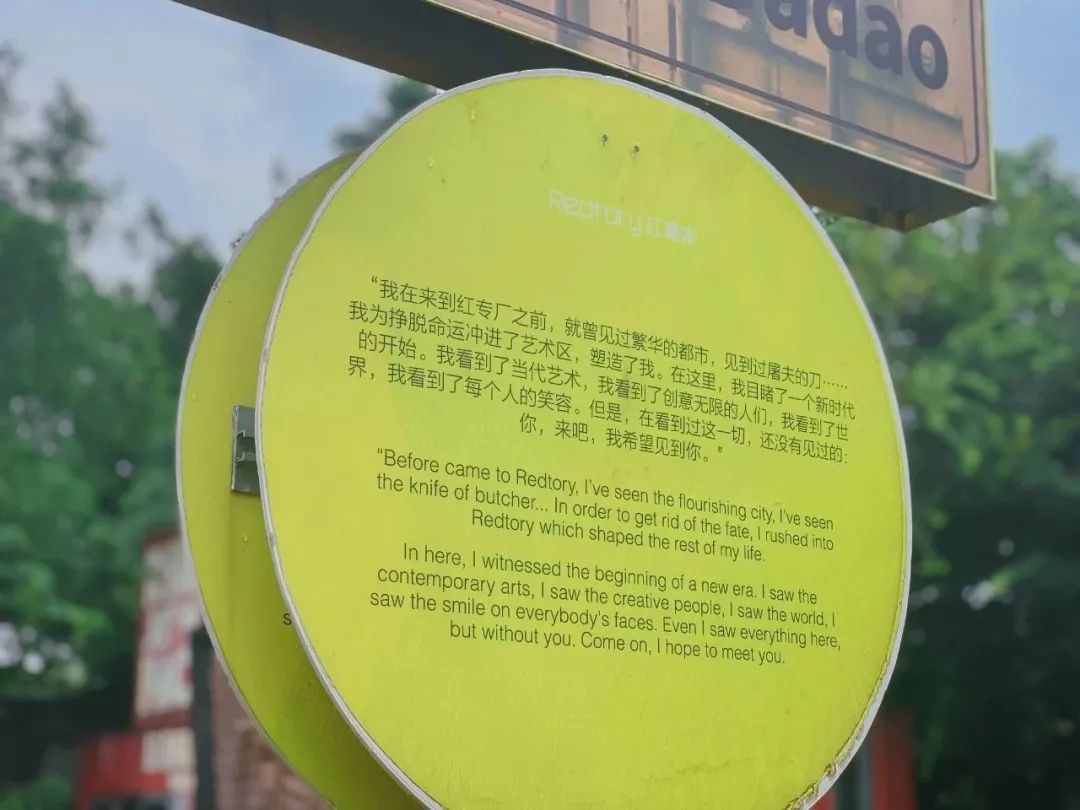 adao
Redtory 红專廠
“我在来到红专厂之前，就曾见过繁华的都市，见到过屠夫的刀……
我为挣脱命运冲进了艺术区，塑造了我。在这里，我目睹了一个新时代
的开始。我看到了当代艺术，我看到了创意无限的人们，我看到了世
界，我看到了每个人的笑容。但是，在看到过这一切，还没有见过的：
你，来吧，我希望见到你。”
"Before came to Redtory, I've seen the flourishing city, I've seen
the knife of butcher... In order to get rid of the fate, I rushed into
Redtory which shaped the rest of my life.
In here, I witnessed the beginning of a new era. I saw the
contemporary arts, I saw the creative people, I saw the world, I
saw the smile on everybody's faces. Even I saw everything here,
but without you. Come on, I hope to meet you.
s